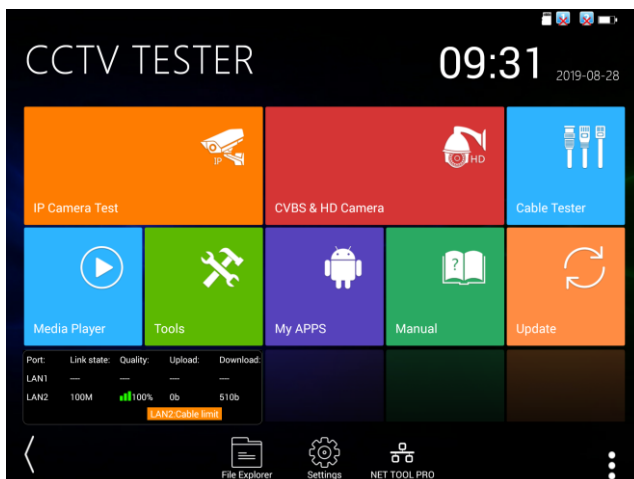 CCTV TESTER
09:31 2019-08-28
IP
HD
IP Camera Test
CVBS & HD Camera
Cable Tester
?
Media Player
Tools
My APPS
Manual
Update
Port: Link state: Quality: Upload: Download:
LAN1 — — — —
LAN2 100M 100% 0b 510b
LAN2:Cable limit
File Explorer
Settings
NET TOOL PRO